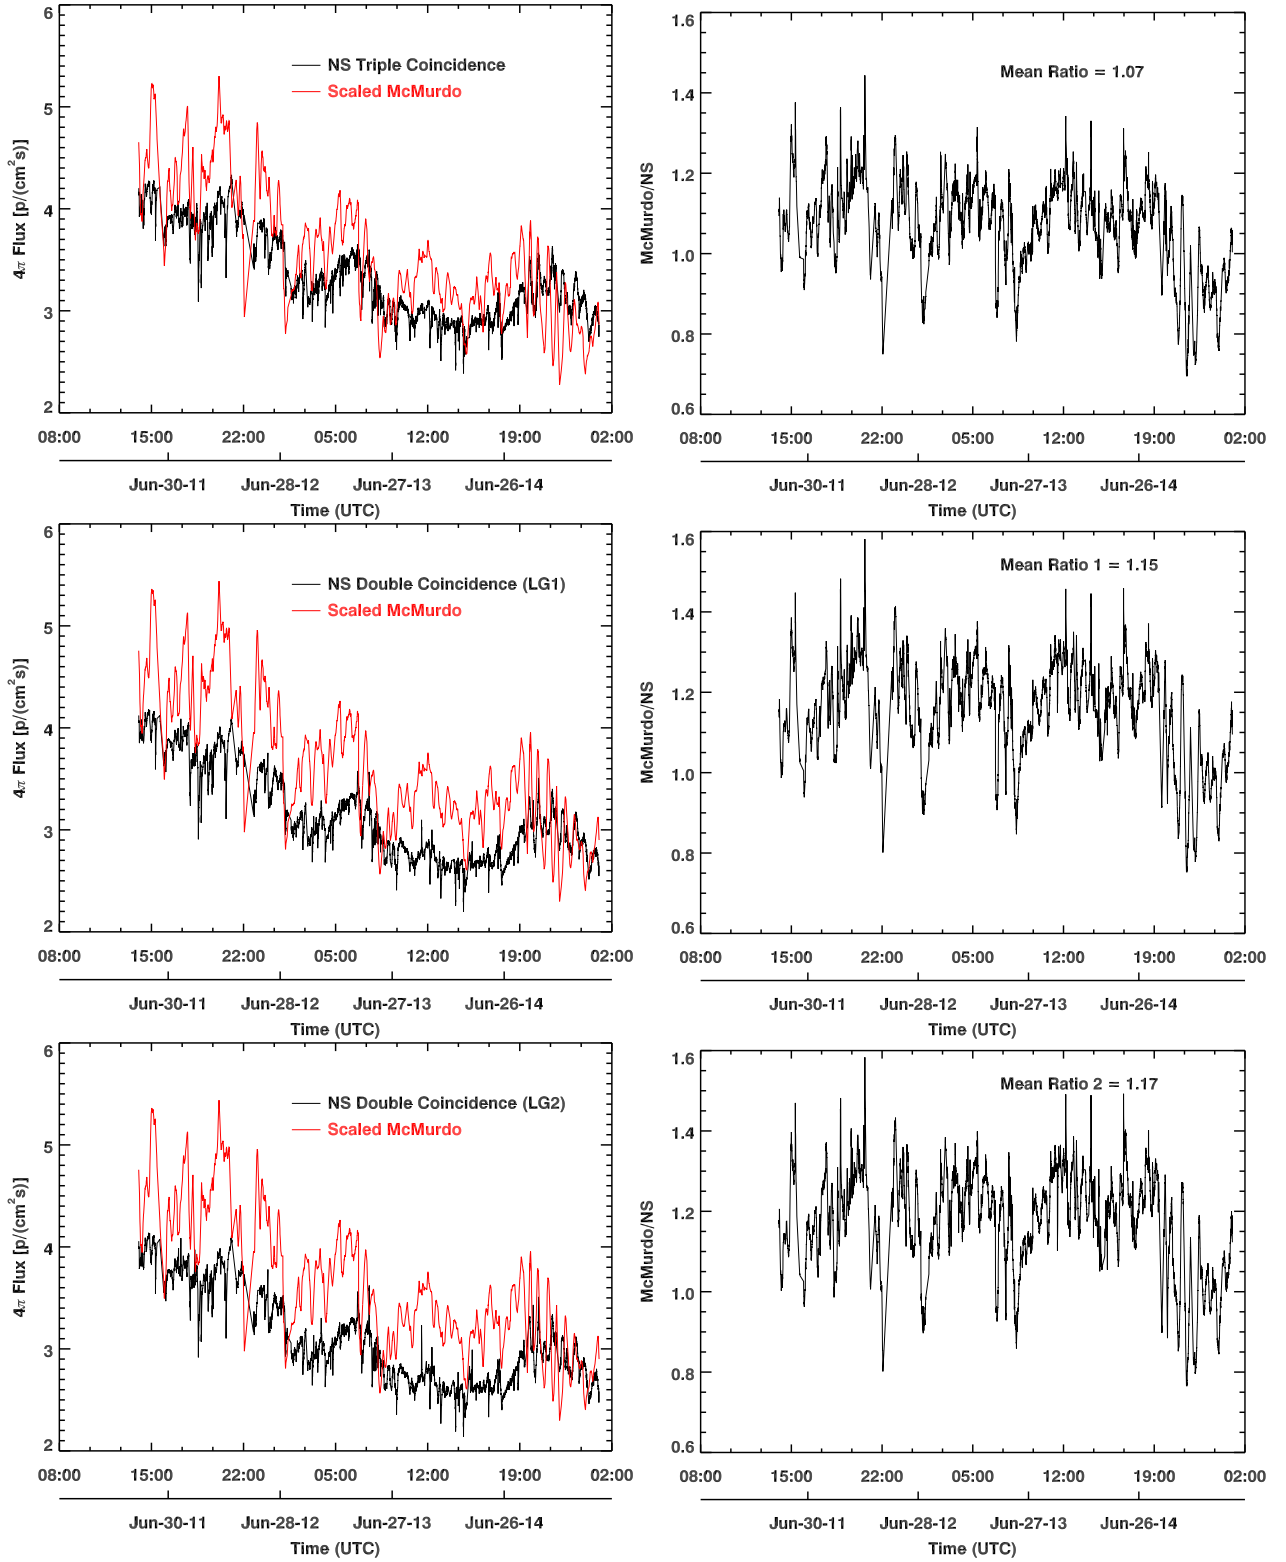 6
5
4
3
2
4π Flux [p/(cm²s)]
NS Triple Coincidence
Scaled McMurdo
08:00 15:00 22:00 05:00 12:00 19:00 02:00
Jun-30-11 Jun-28-12 Jun-27-13 Jun-26-14
Time (UTC)
1.6
1.4
1.2
1.0
0.8
0.6
McMurdo/NS
Mean Ratio = 1.07
08:00 15:00 22:00 05:00 12:00 19:00 02:00
Jun-30-11 Jun-28-12 Jun-27-13 Jun-26-14
Time (UTC)
6
5
4
3
2
4π Flux [p/(cm²s)]
NS Double Coincidence (LG1)
Scaled McMurdo
08:00 15:00 22:00 05:00 12:00 19:00 02:00
Jun-30-11 Jun-28-12 Jun-27-13 Jun-26-14
Time (UTC)
1.6
1.4
1.2
1.0
0.8
0.6
McMurdo/NS
Mean Ratio 1 = 1.15
08:00 15:00 22:00 05:00 12:00 19:00 02:00
Jun-30-11 Jun-28-12 Jun-27-13 Jun-26-14
Time (UTC)
6
5
4
3
2
4π Flux [p/(cm²s)]
NS Double Coincidence (LG2)
Scaled McMurdo
08:00 15:00 22:00 05:00 12:00 19:00 02:00
Jun-30-11 Jun-28-12 Jun-27-13 Jun-26-14
Time (UTC)
1.6
1.4
1.2
1.0
0.8
0.6
McMurdo/NS
Mean Ratio 2 = 1.17
08:00 15:00 22:00 05:00 12:00 19:00 02:00
Jun-30-11 Jun-28-12 Jun-27-13 Jun-26-14
Time (UTC)